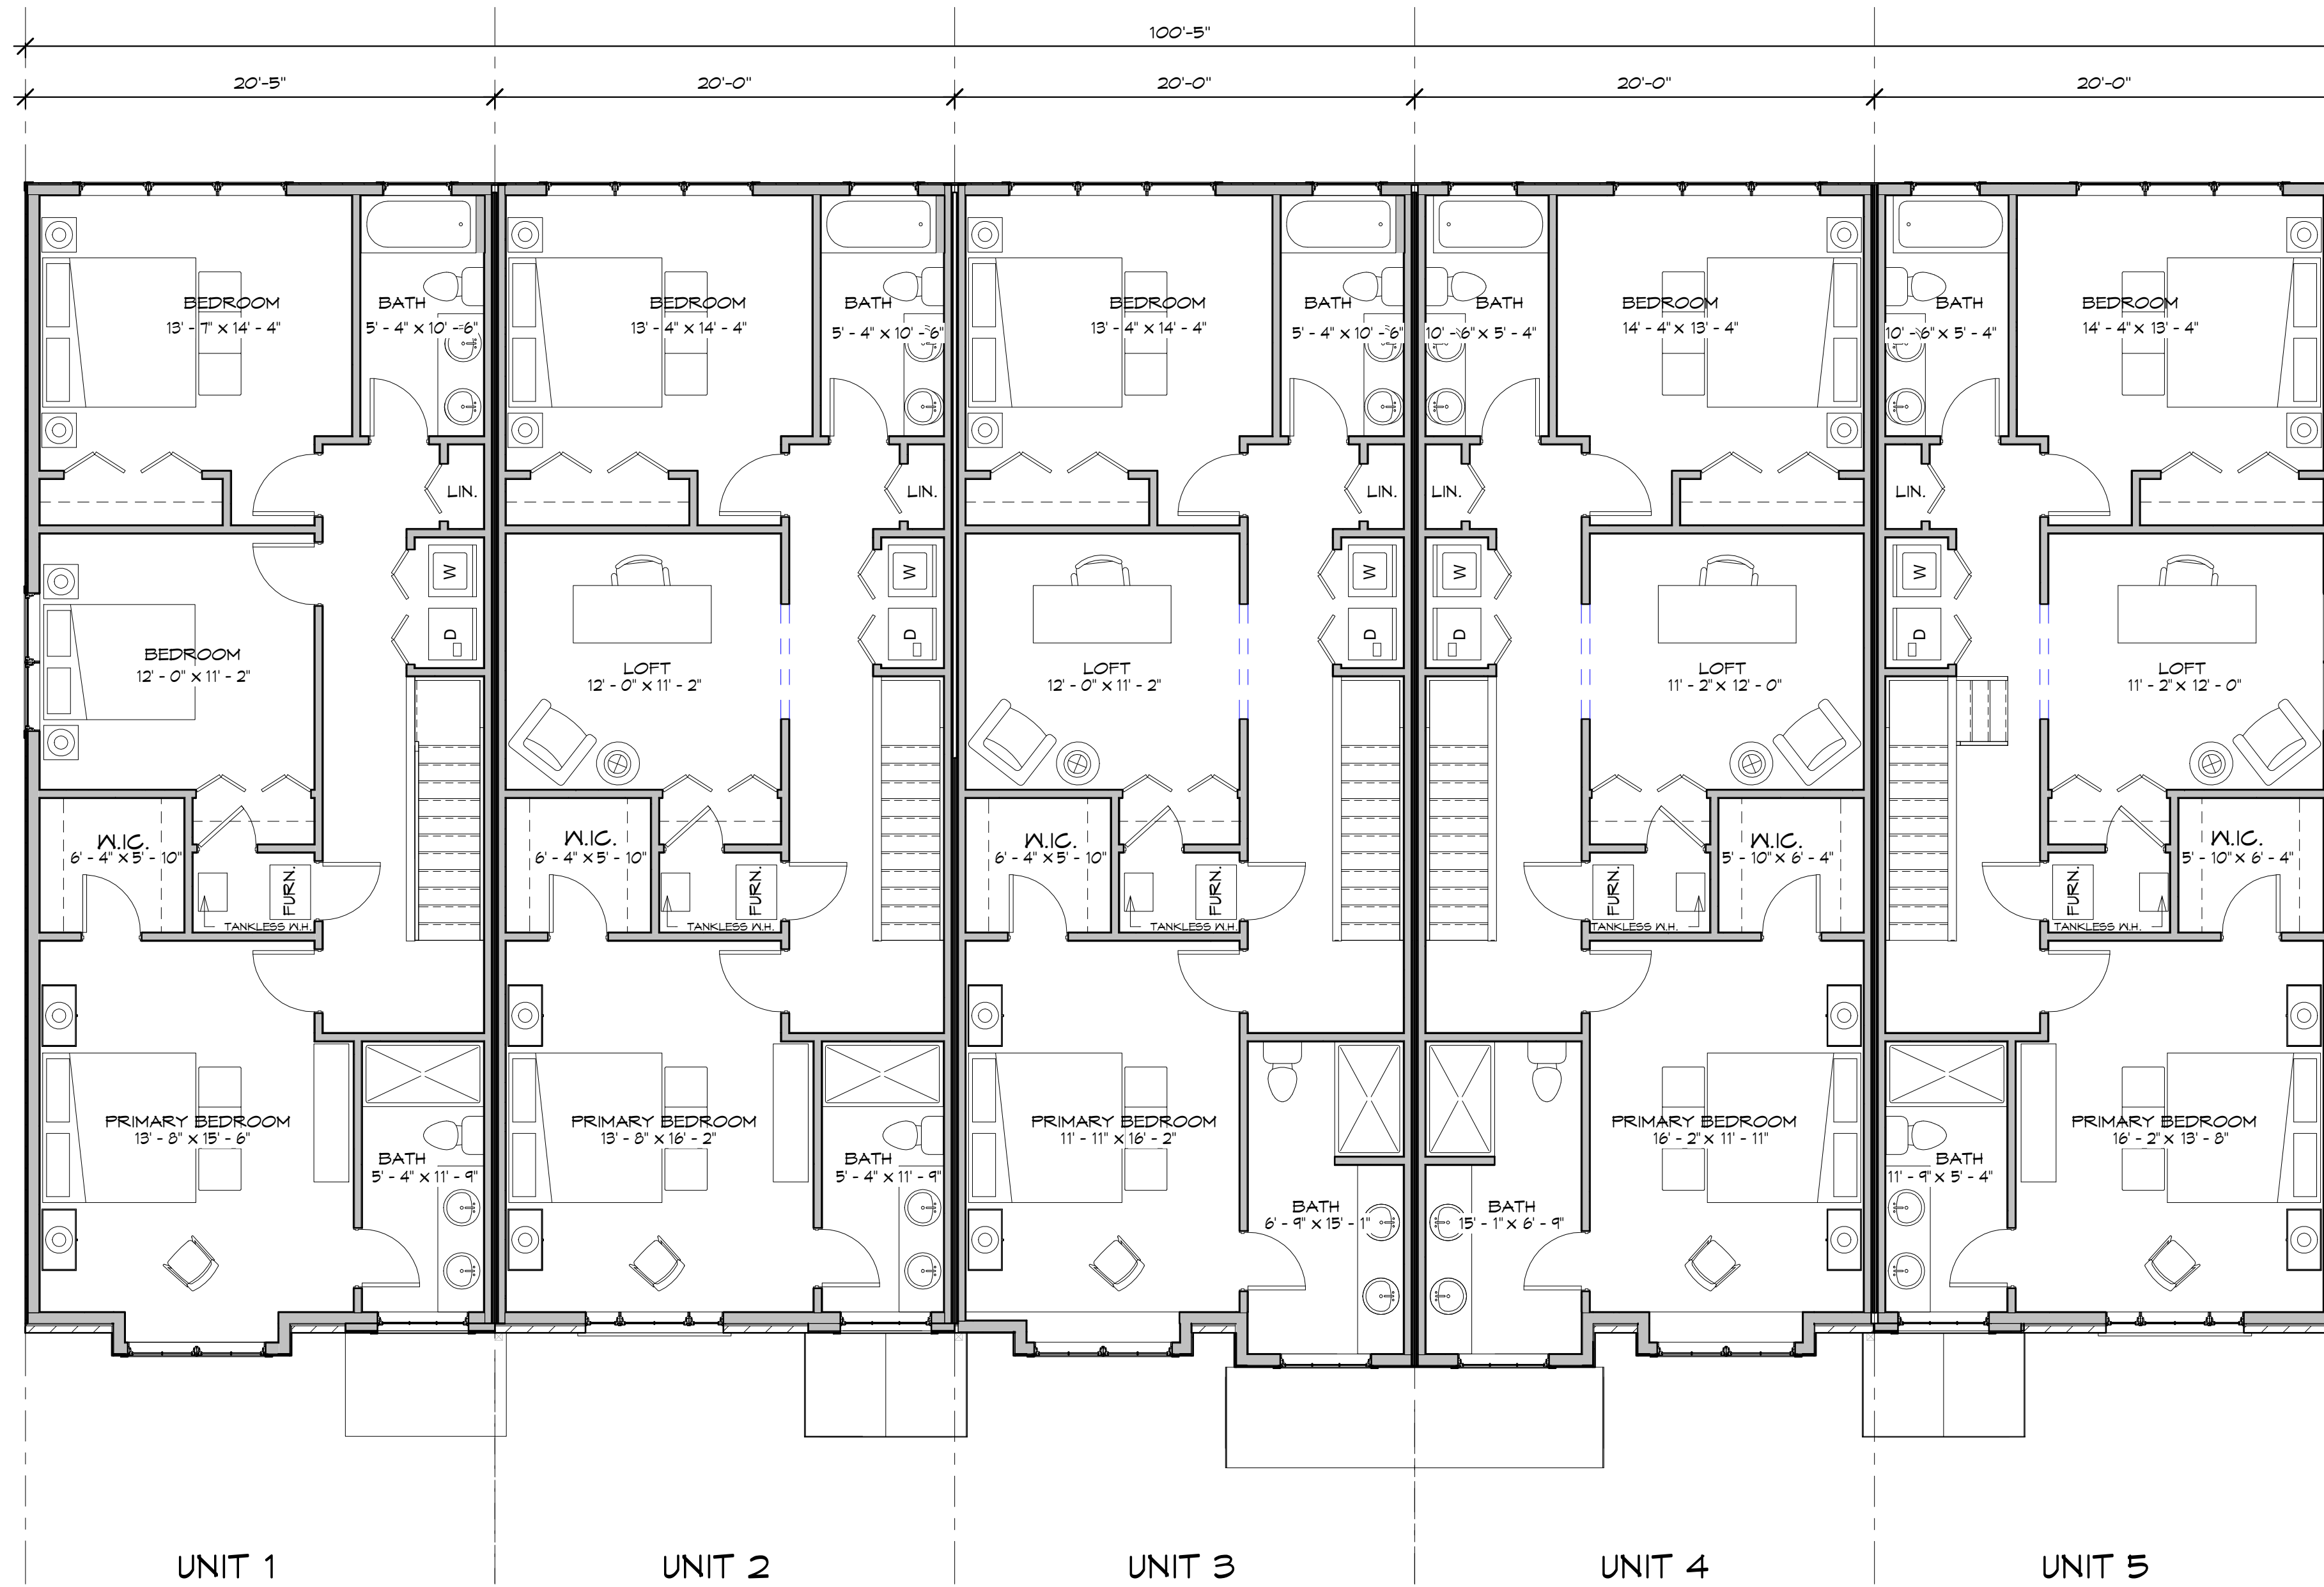 100'-5"
20'-5" 20'-0" 20'-0" 20'-0" 20'-0"
BEDROOM BATH BEDROOM BATH BEDROOM BATH BATH BEDROOM BATH BEDROOM
13' - 7" x 14' - 4" 5' - 4" x 10' - 6" 13' - 4" x 14' - 4" 5' - 4" x 10' - 6" 13' - 4" x 14' - 4" 5' - 4" x 10' - 6" 10' - 6" x 5' - 4" 14' - 4" x 13' - 4" 10' - 6" x 5' - 4" 14' - 4" x 13' - 4"
LIN. LIN. LIN. LIN. LIN.
W W W W W
D D D D D
BEDROOM LOFT LOFT LOFT LOFT
12' - 0" x 11' - 2" 12' - 0" x 11' - 2" 12' - 0" x 11' - 2" 11' - 2" x 12' - 0" 11' - 2" x 12' - 0"
W.IC. W.IC. W.IC. W.IC. W.IC.
6' - 4" x 5' - 10" 6' - 4" x 5' - 10" 6' - 4" x 5' - 10" 5' - 10" x 6' - 4" 5' - 10" x 6' - 4"
FURN. FURN. FURN. FURN. FURN.
TANKLESS W.H. TANKLESS W.H. TANKLESS W.H. TANKLESS W.H. TANKLESS W.H.
PRIMARY BEDROOM PRIMARY BEDROOM PRIMARY BEDROOM PRIMARY BEDROOM PRIMARY BEDROOM
13' - 8" x 15' - 6" 13' - 8" x 16' - 2" 11' - 11" x 16' - 2" 16' - 2" x 11' - 11" 16' - 2" x 13' - 8"
BATH BATH BATH
5' - 4" x 11' - 9" 5' - 4" x 11' - 9" 11' - 9" x 5' - 4"
BATH BATH
6' - 9" x 15' - 1" 15' - 1" x 6' - 9"
UNIT 1 UNIT 2 UNIT 3 UNIT 4 UNIT 5